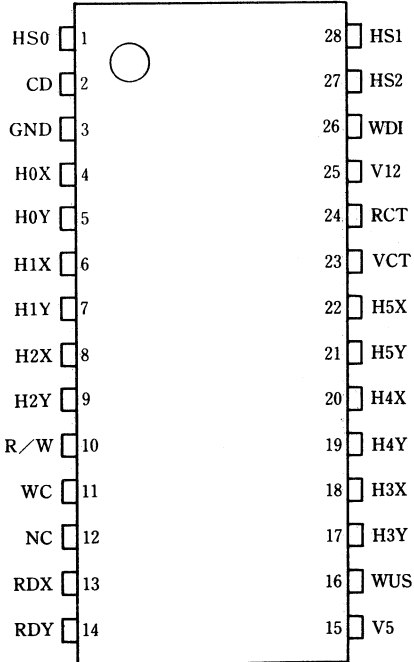 HS0 1 28 HS1
CD 2 27 HS2
GND 3 26 WDI
H0X 4 25 V12
H0Y 5 24 RCT
H1X 6 23 VCT
H1Y 7 22 H5X
H2X 8 21 H5Y
H2Y 9 20 H4X
R/W 10 19 H4Y
WC 11 18 H3X
NC 12 17 H3Y
RDX 13 16 WUS
RDY 14 15 V5